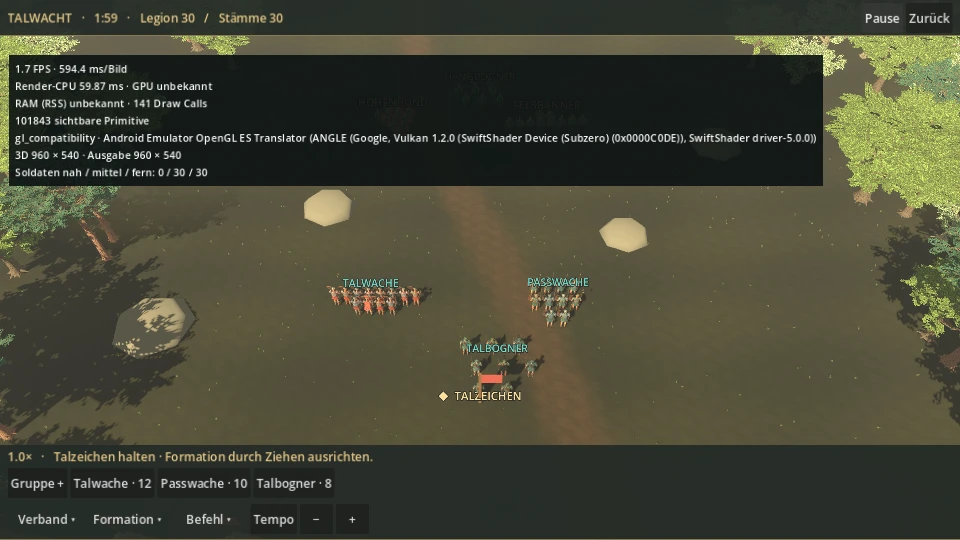 TALWACHT · 1:59 · Legion 30 / Stämme 30
Pause Zurück
1.7 FPS · 594.4 ms/Bild
Render-CPU 59.87 ms · GPU unbekannt
RAM (RSS) unbekannt · 141 Draw Calls
101843 sichtbare Primitive
gl_compatibility · Android Emulator OpenGL ES Translator (ANGLE (Google, Vulkan 1.2.0 (SwiftShader Device (Subzero) (0x0000C0DE)), SwiftShader driver-5.0.0))
3D 960 × 540 · Ausgabe 960 × 540
Soldaten nah / mittel / fern: 0 / 30 / 30
TALWACHE
PASSWACHE
TALBOGNER
◆ TALZEICHEN
1.0× · Talzeichen halten · Formation durch Ziehen ausrichten.
Gruppe + Talwache · 12 Passwache · 10 Talbogner · 8
Verband ▾ Formation ▾ Befehl ▾ Tempo − +